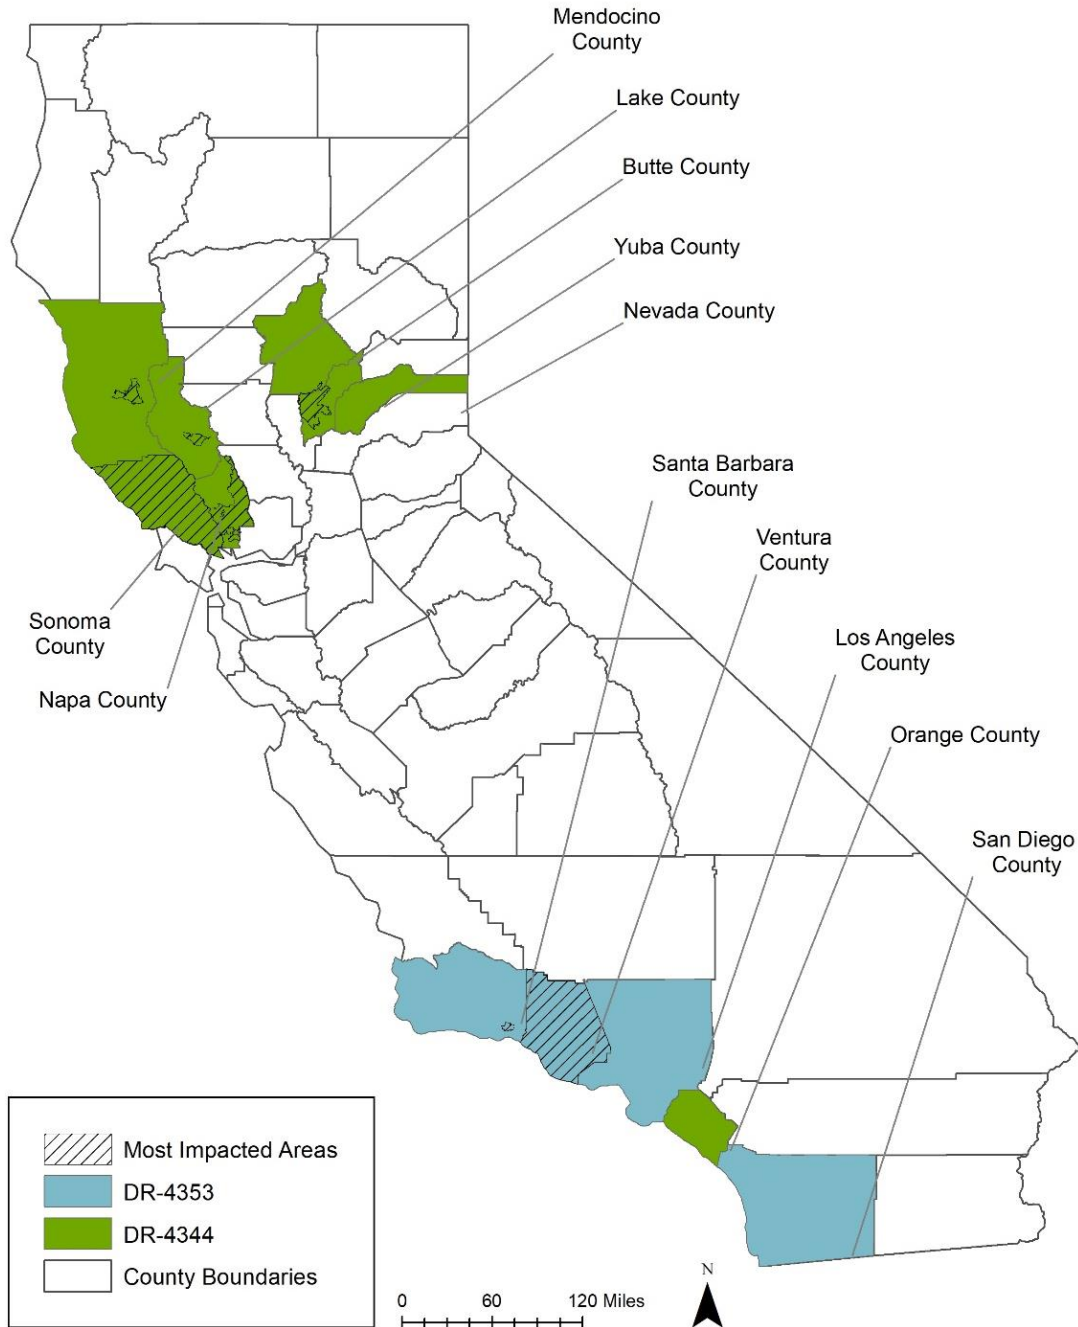 Mendocino
County
Lake County
Butte County
Yuba County
Nevada County
Santa Barbara
County
Ventura
County
Sonoma
County
Los Angeles
County
Napa County
Orange County
San Diego
County
Most Impacted Areas
DR-4353
DR-4344
County Boundaries
N
0 60 120 Miles